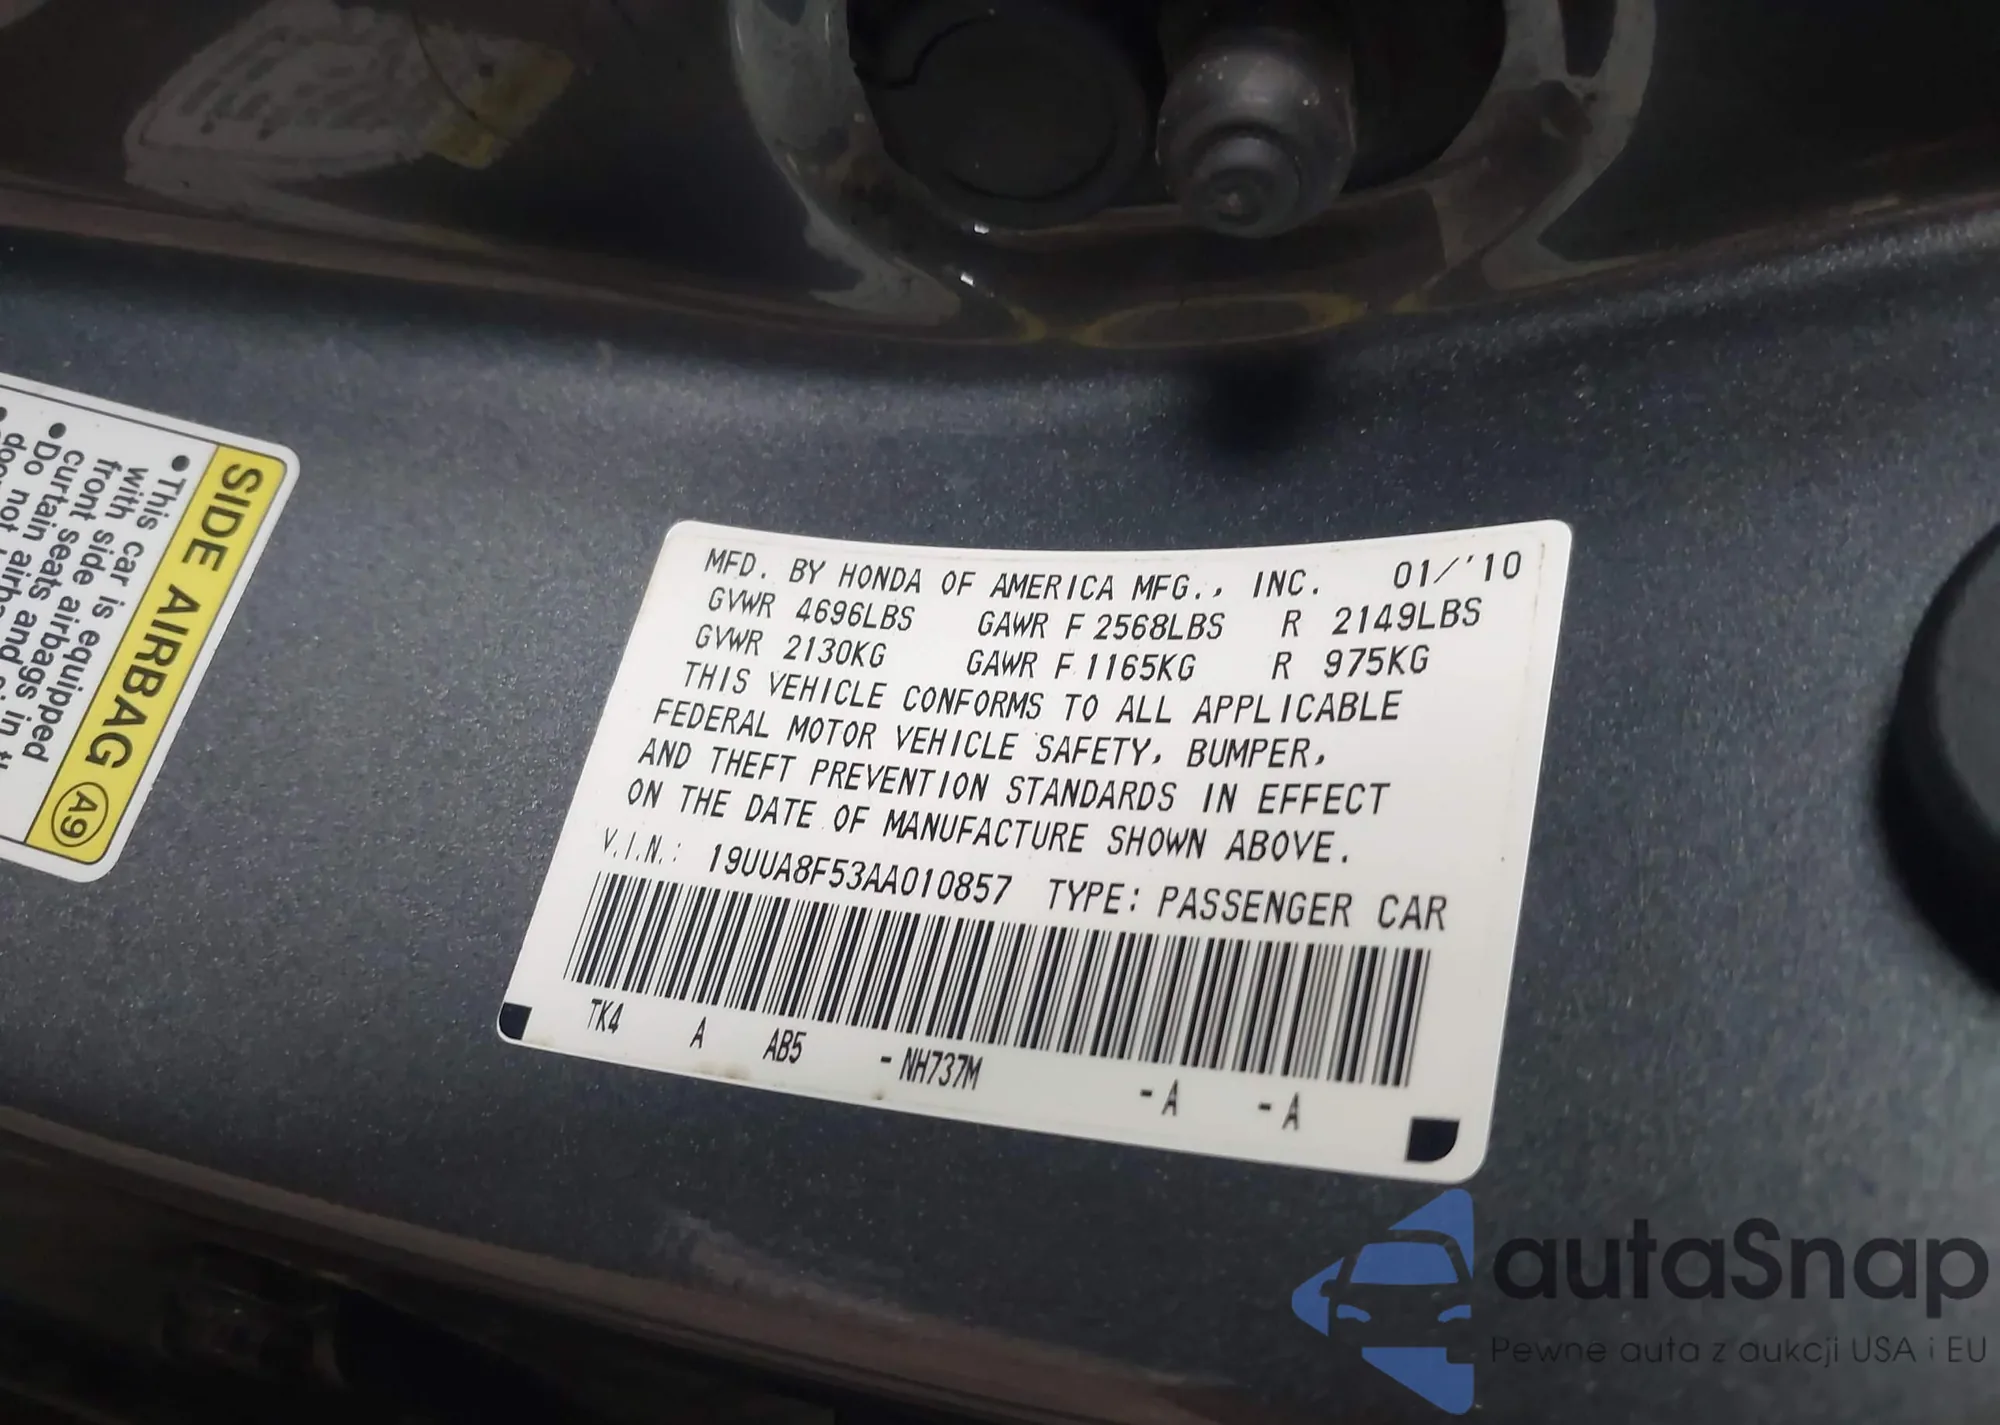 MFD. BY HONDA OF AMERICA MFG., INC. 01/'10
GVWR 4696LBS GAWR F 2568LBS R 2149LBS
GVWR 2130KG GAWR F 1165KG R 975KG
THIS VEHICLE CONFORMS TO ALL APPLICABLE
FEDERAL MOTOR VEHICLE SAFETY, BUMPER,
AND THEFT PREVENTION STANDARDS IN EFFECT
ON THE DATE OF MANUFACTURE SHOWN ABOVE.
V.I.N.: 19UUA8F53AA010857 TYPE: PASSENGER CAR
TK4 A AB5 -NH737M -A -A
SIDE AIRBAG A9
• This car is equipped
with side airbags in
front seats and
curtain airbags
• Do not
autaSnap
Pewne auta z aukcji USA i EU